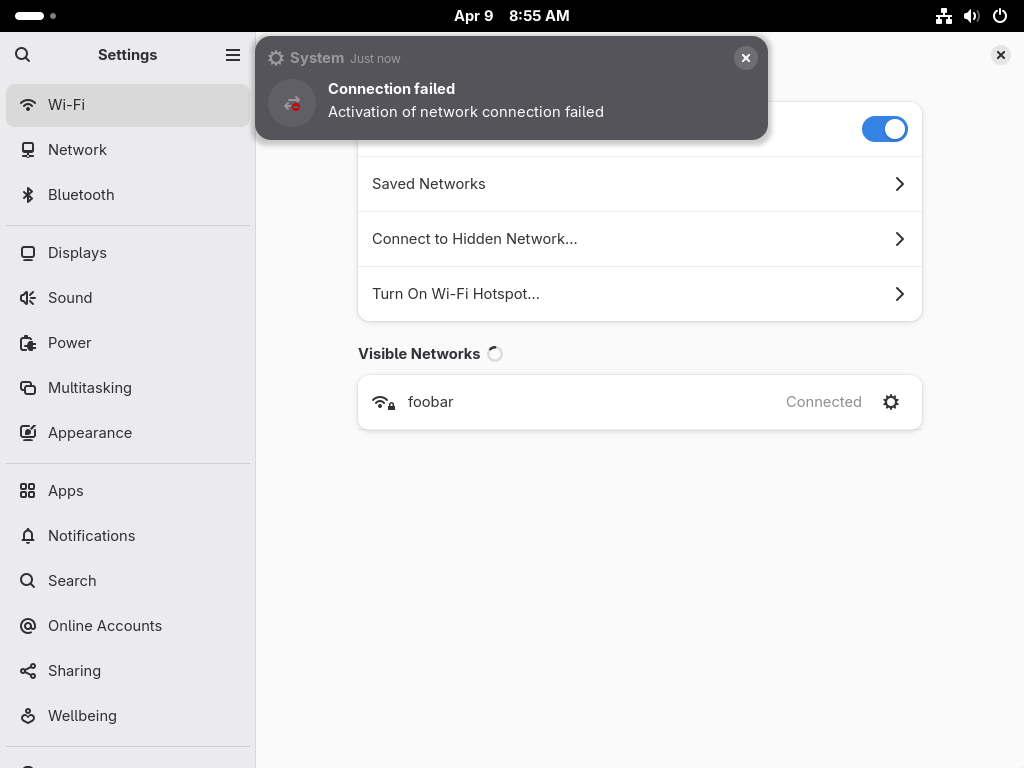 Apr 9 8:55 AM
Settings
System Just now
Connection failed
Activation of network connection failed
Wi-Fi
Network
Bluetooth
Displays
Sound
Power
Multitasking
Appearance
Apps
Notifications
Search
Online Accounts
Sharing
Wellbeing
Saved Networks
Connect to Hidden Network…
Turn On Wi-Fi Hotspot…
Visible Networks
foobar Connected